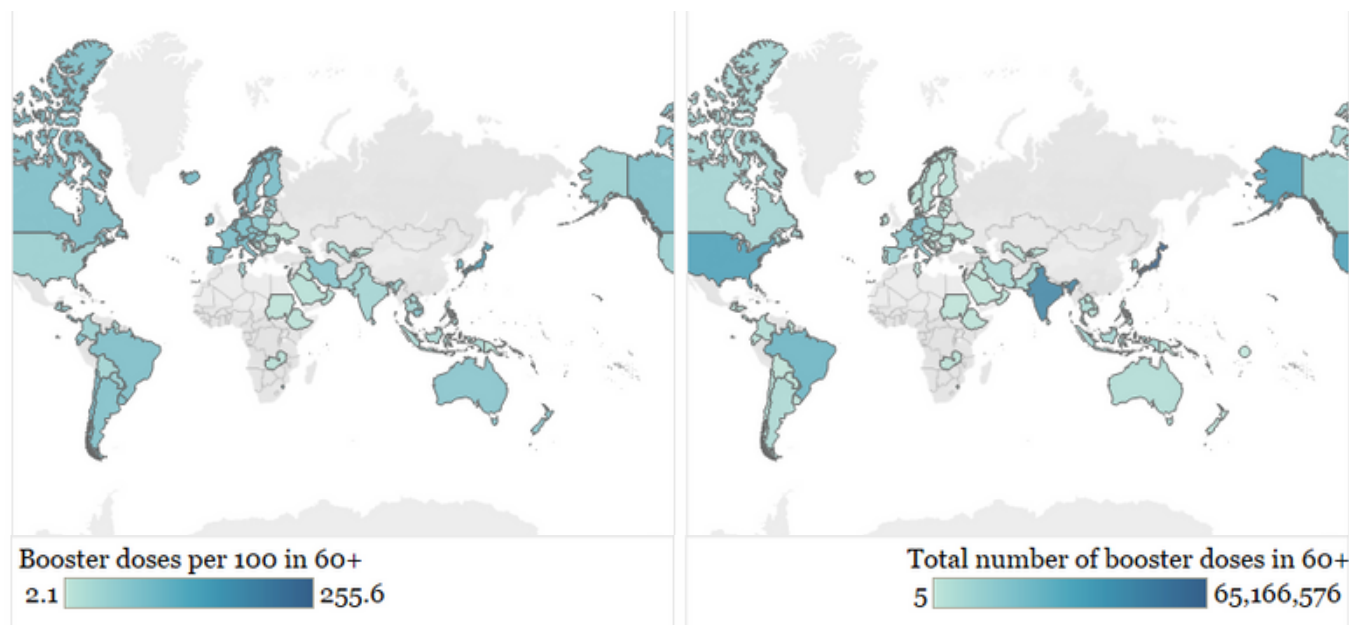 Booster doses per 100 in 60+
2.1 255.6
Total number of booster doses in 60+
5 65,166,576